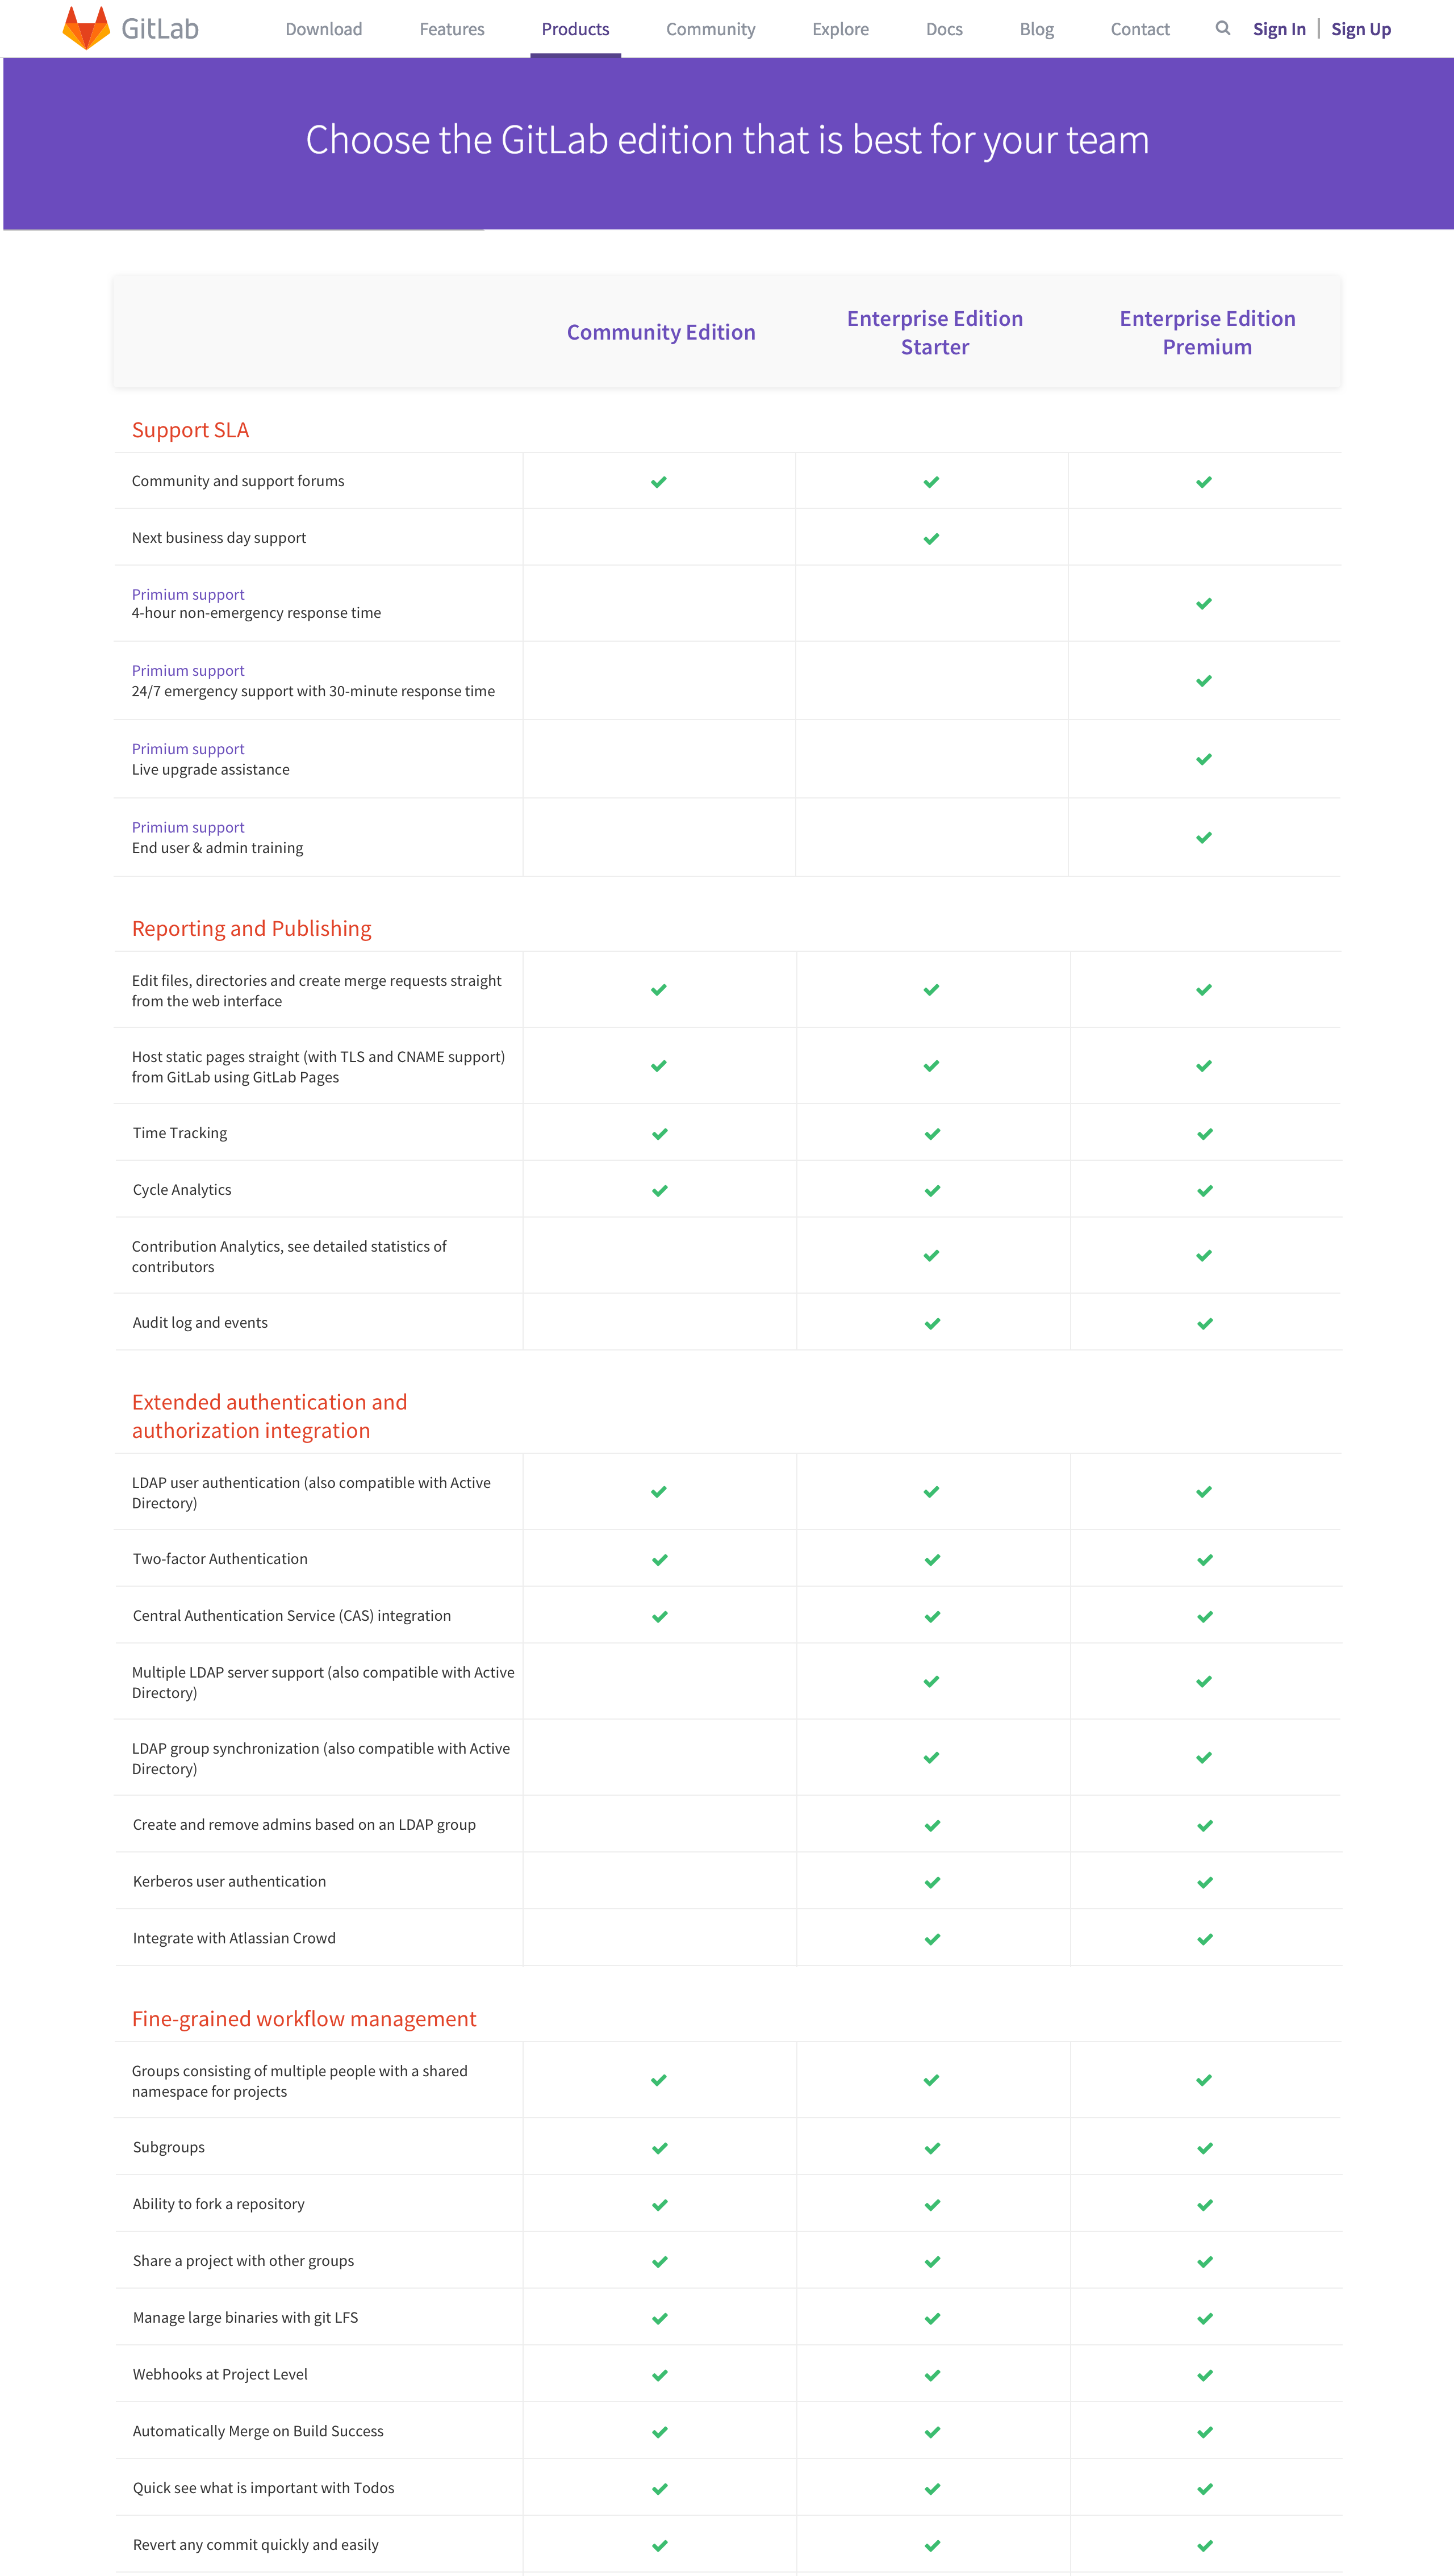 GitLab Download Features Products Community Explore Docs Blog Contact Sign In | Sign Up
Choose the GitLab edition that is best for your team
Community Edition
Enterprise Edition
Starter
Enterprise Edition
Premium
Support SLA
Community and support forums
Next business day support
Primium support
4-hour non-emergency response time
Primium support
24/7 emergency support with 30-minute response time
Primium support
Live upgrade assistance
Primium support
End user & admin training
Reporting and Publishing
Edit files, directories and create merge requests straight
from the web interface
Host static pages straight (with TLS and CNAME support)
from GitLab using GitLab Pages
Time Tracking
Cycle Analytics
Contribution Analytics, see detailed statistics of
contributors
Audit log and events
Extended authentication and
authorization integration
LDAP user authentication (also compatible with Active
Directory)
Two-factor Authentication
Central Authentication Service (CAS) integration
Multiple LDAP server support (also compatible with Active
Directory)
LDAP group synchronization (also compatible with Active
Directory)
Create and remove admins based on an LDAP group
Kerberos user authentication
Integrate with Atlassian Crowd
Fine-grained workflow management
Groups consisting of multiple people with a shared
namespace for projects
Subgroups
Ability to fork a repository
Share a project with other groups
Manage large binaries with git LFS
Webhooks at Project Level
Automatically Merge on Build Success
Quick see what is important with Todos
Revert any commit quickly and easily